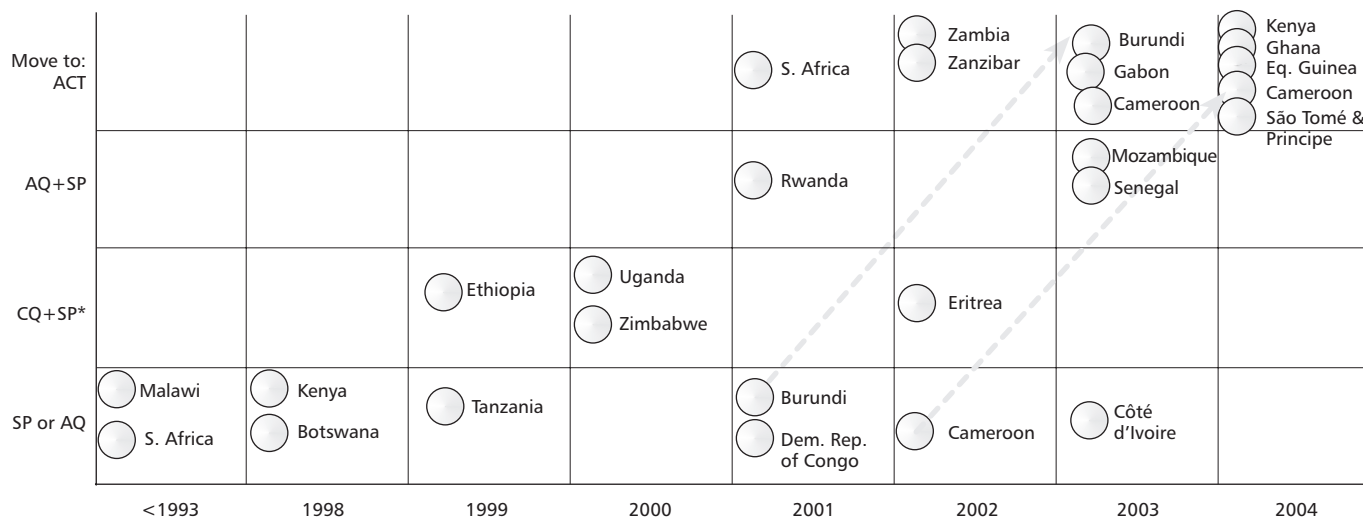 Move to:
ACT
S. Africa
Zambia
Zanzibar
Burundi
Gabon
Cameroon
Kenya
Ghana
Eq. Guinea
Cameroon
São Tomé &
Principe
AQ+SP
Rwanda
Mozambique
Senegal
CQ+SP*
Ethiopia
Uganda
Zimbabwe
Eritrea
SP or AQ
Malawi
S. Africa
Kenya
Botswana
Tanzania
Burundi
Dem. Rep.
of Congo
Cameroon
Côté
d'Ivoire
<1993
1998
1999
2000
2001
2002
2003
2004